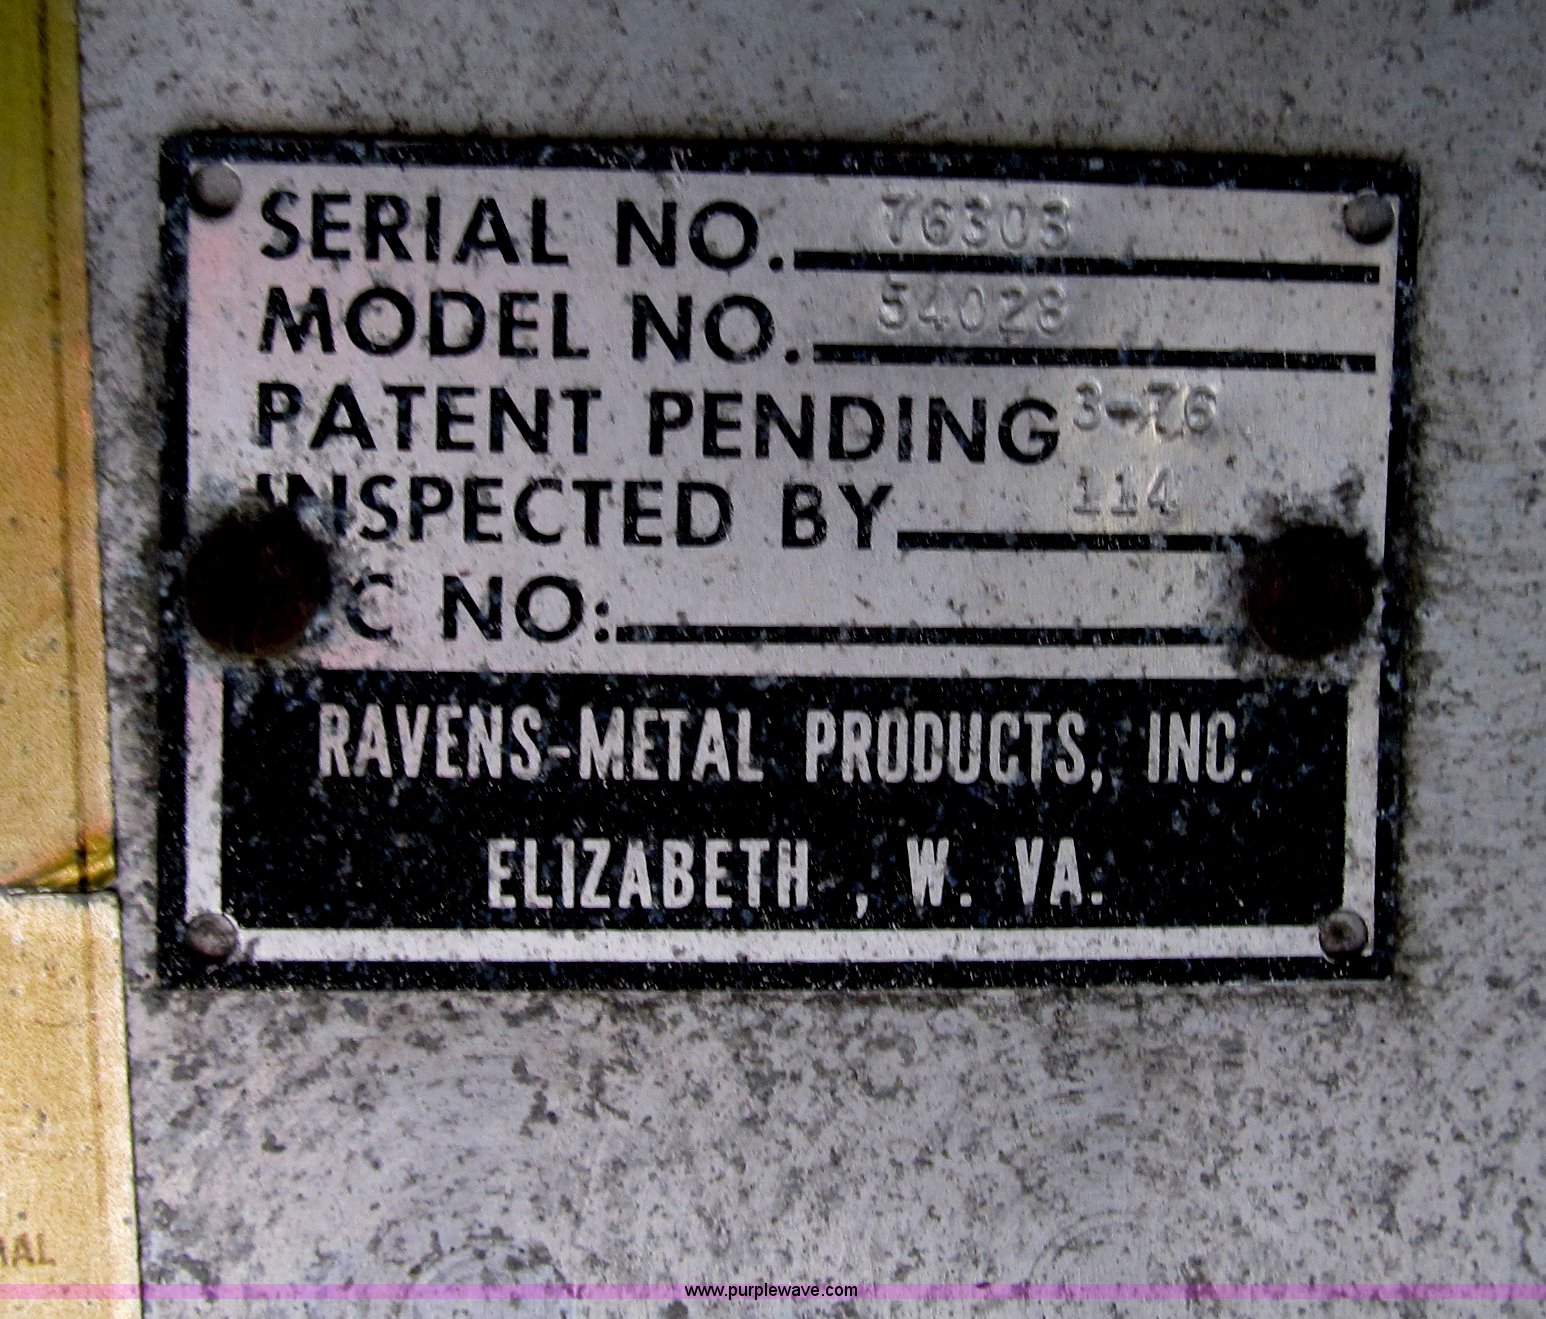 SERIAL NO. 76303
MODEL NO. 54028
PATENT PENDING 3-76
INSPECTED BY 114
C NO:
RAVENS-METAL PRODUCTS, INC.
ELIZABETH , W. VA.
www.purplewave.com